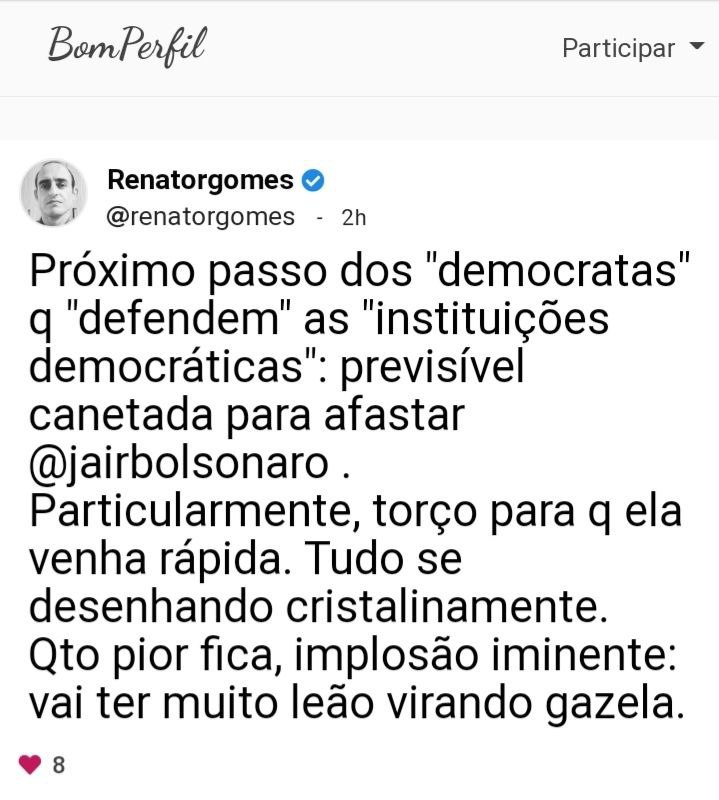 BomPerfil
Participar
Renatorgomes
@renatorgomes - 2h
Próximo passo dos "democratas"
q "defendem" as "instituições
democráticas": previsível
canetada para afastar
@jairbolsonaro .
Particularmente, torço para q ela
venha rápida. Tudo se
desenhando cristalinamente.
Qto pior fica, implosão iminente:
vai ter muito leão virando gazela.
8